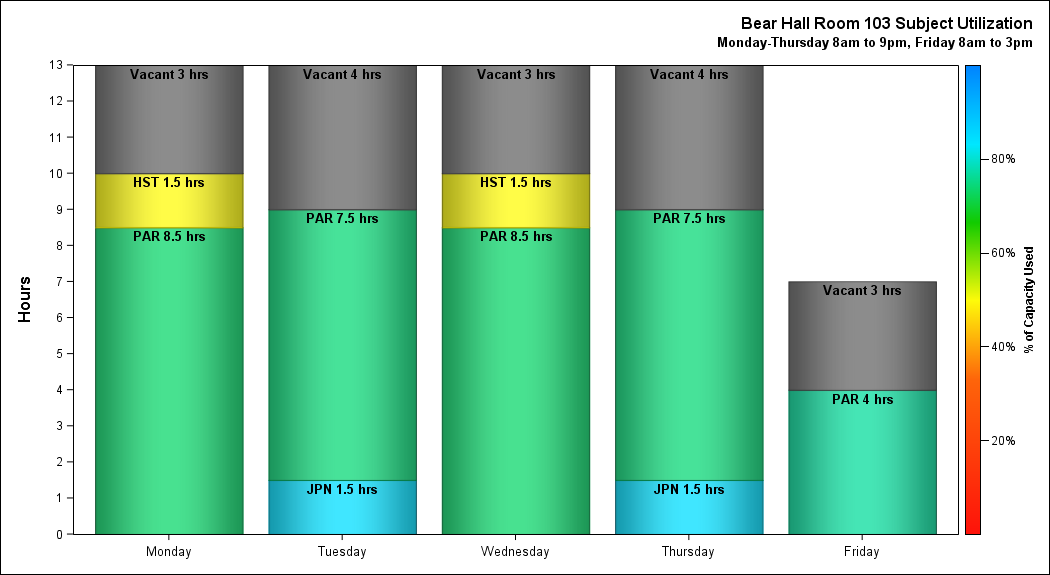 Bear Hall Room 103 Subject Utilization
Monday-Thursday 8am to 9pm, Friday 8am to 3pm
Hours
13
12
11
10
9
8
7
6
5
4
3
2
1
0
Vacant 3 hrs
HST 1.5 hrs
PAR 8.5 hrs
Vacant 4 hrs
PAR 7.5 hrs
JPN 1.5 hrs
Vacant 3 hrs
HST 1.5 hrs
PAR 8.5 hrs
Vacant 4 hrs
PAR 7.5 hrs
JPN 1.5 hrs
Vacant 3 hrs
PAR 4 hrs
Monday
Tuesday
Wednesday
Thursday
Friday
80%
60%
40%
20%
% of Capacity Used